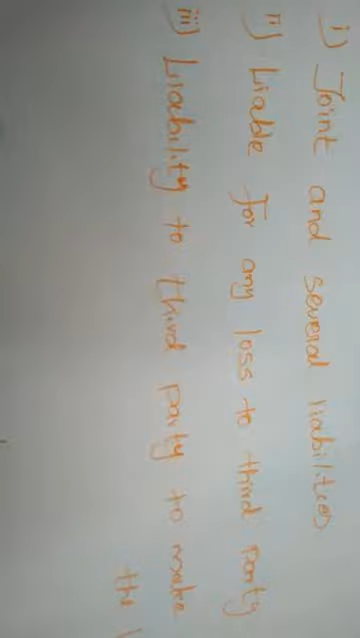 i) Joint and several liabilities
ii) Liable for any loss to third party
iii) Liability to third party to make
the